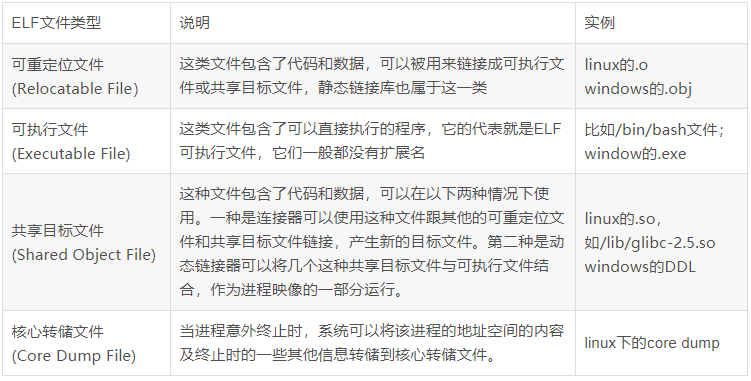 ELF文件类型
说明
实例
可重定位文件
(Relocatable File)
这类文件包含了代码和数据，可以被用来链接成可执行文
件或共享目标文件，静态链接库也属于这一类
linux的.o
windows的.obj
可执行文件
(Executable File)
这类文件包含了可以直接执行的程序，它的代表就是ELF
可执行文件，它们一般都没有扩展名
比如/bin/bash文件；
window的.exe
共享目标文件
(Shared Object File)
这种文件包含了代码和数据，可以在以下两种情况下使
用。一种是连接器可以使用这种文件跟其他的可重定位文
件和共享目标文件链接，产生新的目标文件。第二种是动
态链接器可以将几个这种共享目标文件与可执行文件结
合，作为进程映像的一部分运行。
linux的.so，
如/lib/glibc-2.5.so
windows的DDL
核心转储文件
(Core Dump File)
当进程意外终止时，系统可以将该进程的地址空间的内容
及终止时的一些其他信息转储到核心转储文件。
linux下的core dump